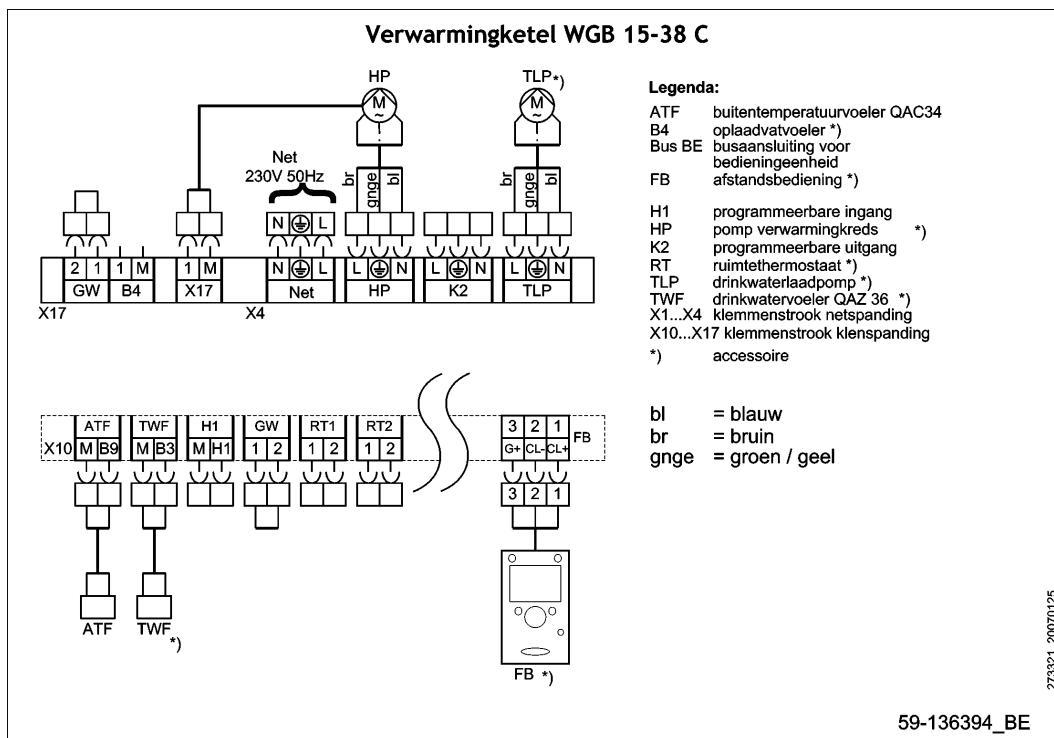 Verwarmingketel WGB 15-38 C
HP
TLP *)
M
~
M
~
Net
230V 50Hz
br
gnge
bl
br
gnge
bl
N L
2 1 1 M 1 M N L L N L N L N
GW B4 X17 Net HP K2 TLP
X17 X4
Legenda:
ATF buitentemperatuurvoeler QAC34
B4 oplaadvatvoeler *)
Bus BE busaansluiting voor
bedieningeenheid
FB afstandsbediening *)
H1 programmeerbare ingang
HP pomp verwarmingkreds *)
K2 programmeerbare uitgang
RT ruimtethermostaat *)
TLP drinkwaterlaadpomp *)
TWF drinkwatervoeler QAZ 36 *)
X1...X4 klemmenstrook netspanding
X10...X17 klemmenstrook klenspanding
*) accessoire
bl = blauw
br = bruin
gnge = groen / geel
ATF TWF H1 GW RT1 RT2 3 2 1
X10 M B9 M B3 M H1 1 2 1 2 1 2 G+ CL- CL+ FB
3 2 1
ATF TWF *)
FB *)
273321_20070125
59-136394_BE